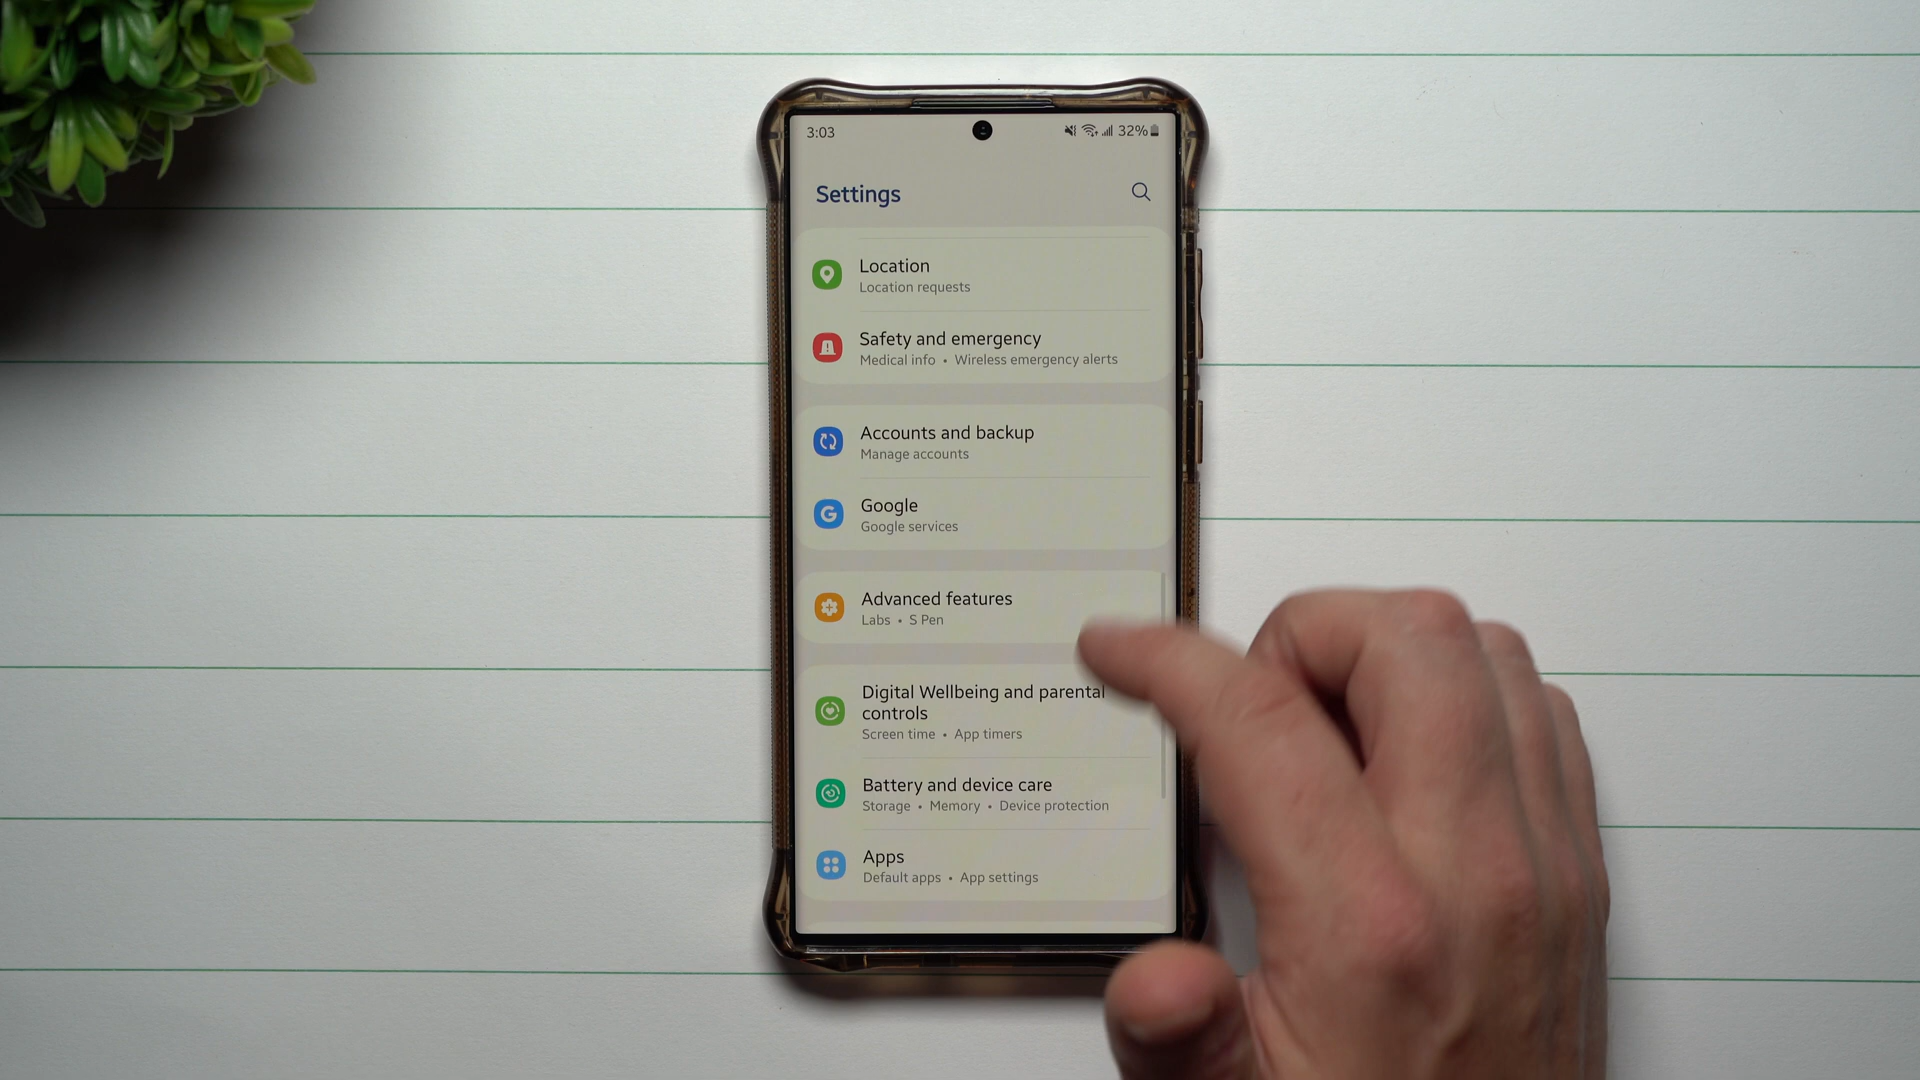 3:03
32%
Settings
Location
Location requests
Safety and emergency
Medical info • Wireless emergency alerts
Accounts and backup
Manage accounts
Google
Google services
Advanced features
Labs • S Pen
Digital Wellbeing and parental
controls
Screen time • App timers
Battery and device care
Storage • Memory • Device protection
Apps
Default apps • App settings